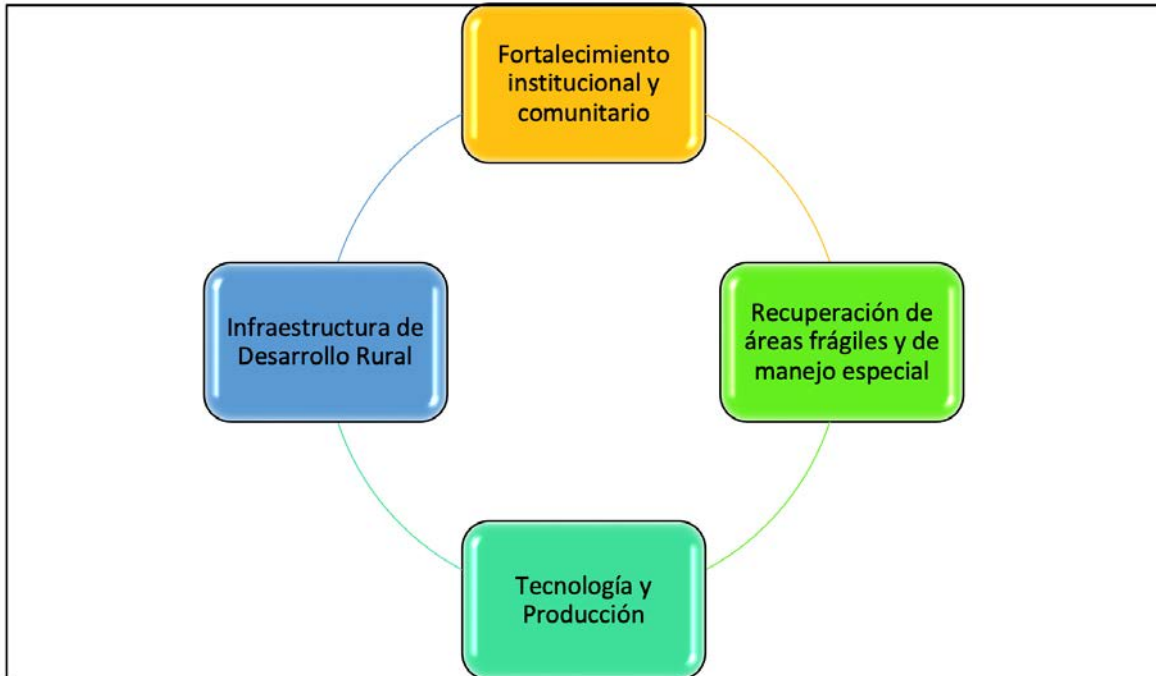 Fortalecimiento
institucional y
comunitario
Infraestructura de
Desarrollo Rural
Recuperación de
áreas frágiles y de
manejo especial
Tecnología y
Producción